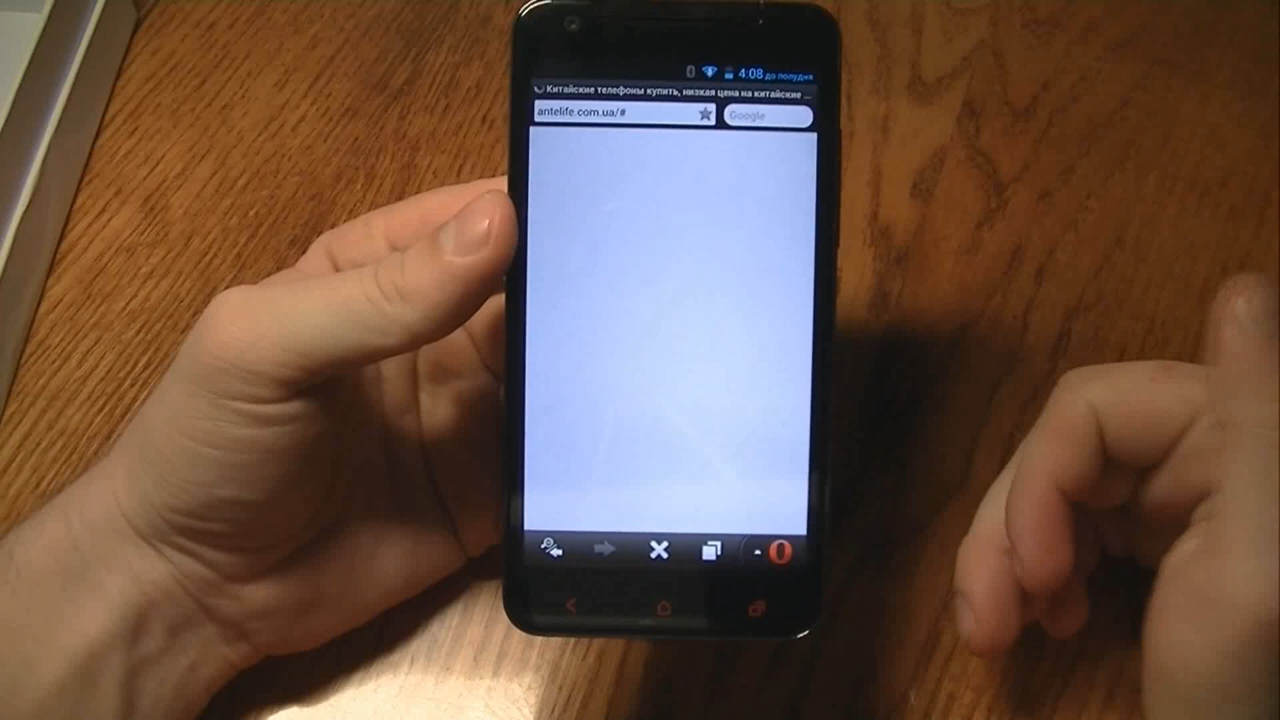 4:08 до полудня
Китайские телефоны купить, низкая цена на китайские ...
antelife.com.ua/#
Google